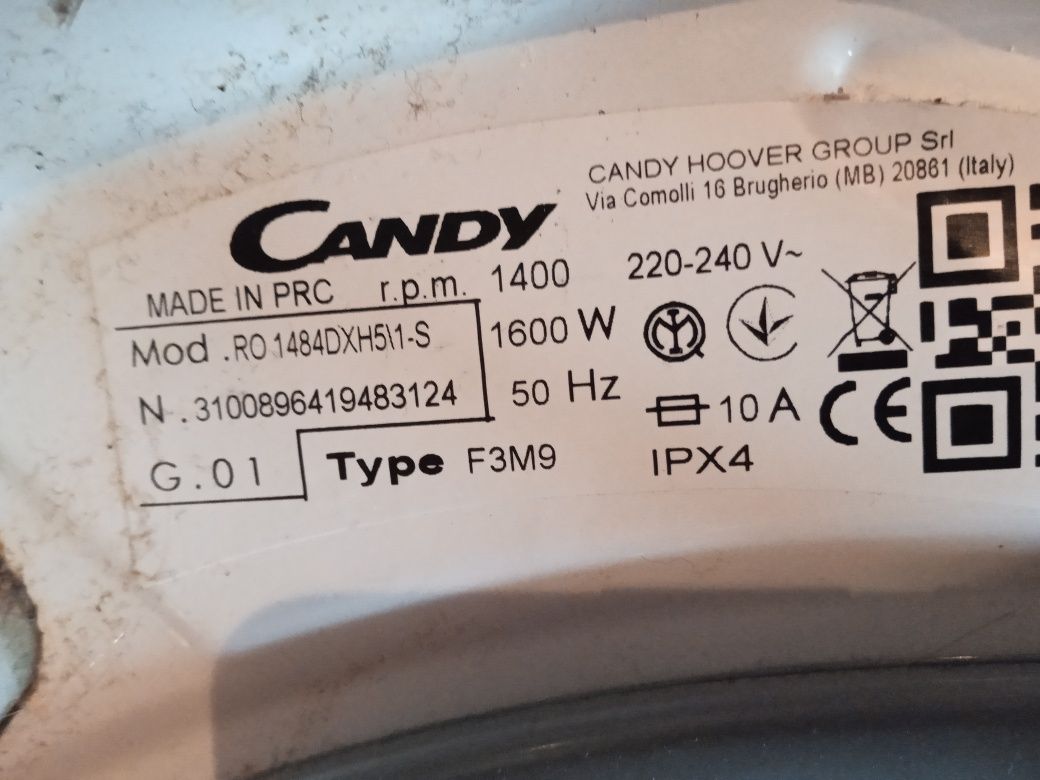 CANDY HOOVER GROUP Srl
Via Comolli 16 Brugherio (MB) 20861 (Italy)
CANDY
MADE IN PRC r.p.m. 1400 220-240 V~
Mod .RO 1484DXH5\1-S 1600 W
N .3100896419483124 50 Hz 10 A CE
G.01 Type F3M9 IPX4